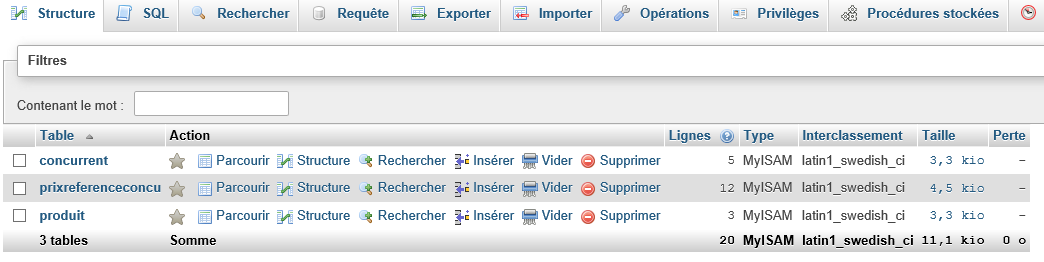 Structure SQL Rechercher Requête Exporter Importer Opérations Privilèges Procédures stockées
Filtres
Contenant le mot :
Table Action Lignes Type Interclassement Taille Perte
concurrent Parcourir Structure Rechercher Insérer Vider Supprimer 5 MyISAM latin1_swedish_ci 3,3 kio -
prixreferenceconcu Parcourir Structure Rechercher Insérer Vider Supprimer 12 MyISAM latin1_swedish_ci 4,5 kio -
produit Parcourir Structure Rechercher Insérer Vider Supprimer 3 MyISAM latin1_swedish_ci 3,3 kio -
3 tables Somme 20 MyISAM latin1_swedish_ci 11,1 kio 0 o